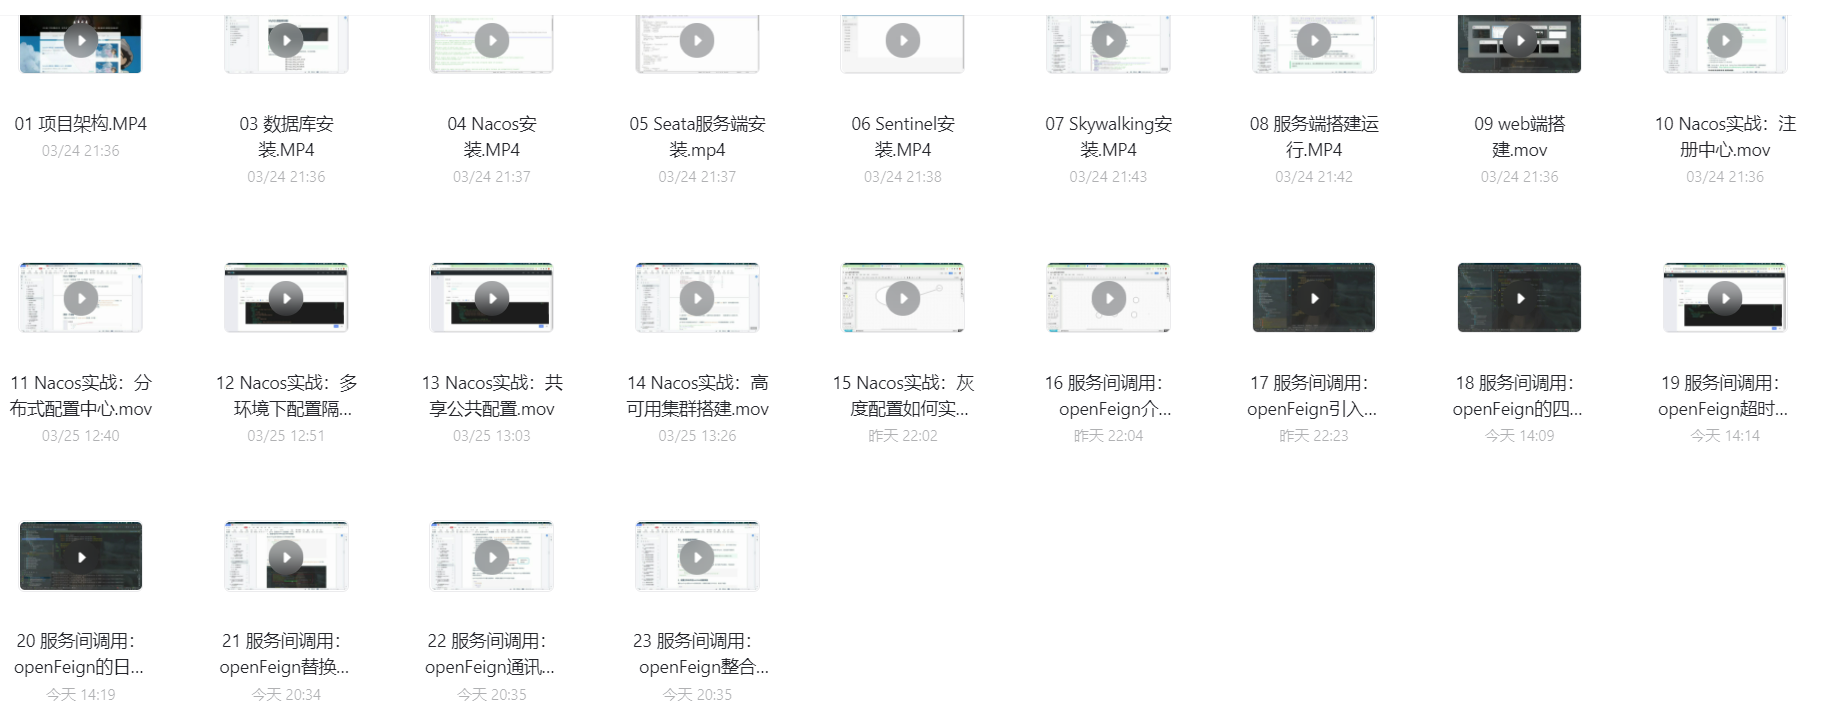 01 项目架构.MP4
03/24 21:36
03 数据库安
装.MP4
03/24 21:36
04 Nacos安
装.MP4
03/24 21:37
05 Seata服务端安
装.mp4
03/24 21:37
06 Sentinel安
装.MP4
03/24 21:38
07 Skywalking安
装.MP4
03/24 21:43
08 服务端搭建运
行.MP4
03/24 21:42
09 web端搭
建.mov
03/24 21:36
10 Nacos实战：注
册中心.mov
03/24 21:36
11 Nacos实战：分
布式配置中心.mov
03/25 12:40
12 Nacos实战：多
环境下配置隔...
03/25 12:51
13 Nacos实战：共
享公共配置.mov
03/25 13:03
14 Nacos实战：高
可用集群搭建.mov
03/25 13:26
15 Nacos实战：灰
度配置如何实...
昨天 22:02
16 服务间调用：
openFeign介...
昨天 22:04
17 服务间调用：
openFeign引入...
昨天 22:23
18 服务间调用：
openFeign的四...
今天 14:09
19 服务间调用：
openFeign超时...
今天 14:14
20 服务间调用：
openFeign的日...
今天 14:19
21 服务间调用：
openFeign替换...
今天 20:34
22 服务间调用：
openFeign通讯...
今天 20:35
23 服务间调用：
openFeign整合...
今天 20:35